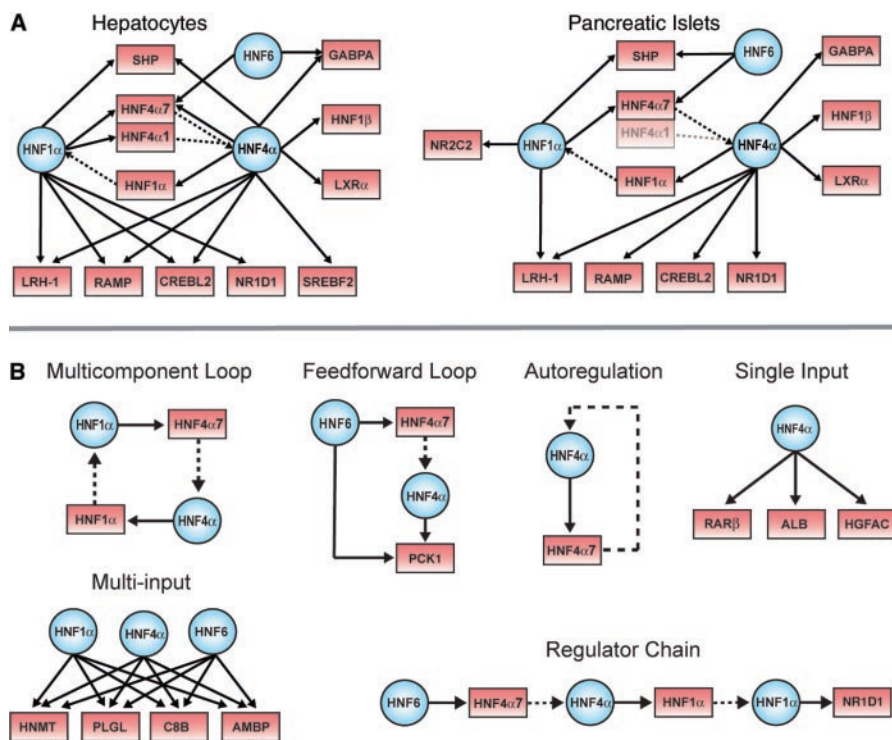 A
Hepatocytes
Pancreatic Islets
SHP
HNF6
GABPA
HNF4α7
HNF4α1
HNF1α
HNF4α
HNF1β
HNF1α
LXRα
LRH-1
RAMP
CREBL2
NR1D1
SREBF2
SHP
HNF6
GABPA
HNF4α7
HNF4α1
NR2C2
HNF1α
HNF4α
HNF1β
HNF1α
LXRα
LRH-1
RAMP
CREBL2
NR1D1
B
Multicomponent Loop
HNF1α
HNF4α7
HNF1α
HNF4α
Feedforward Loop
HNF6
HNF4α7
HNF4α
PCK1
Autoregulation
HNF4α
HNF4α7
Single Input
HNF4α
RARβ
ALB
HGFAC
Multi-input
HNF1α
HNF4α
HNF6
HNMT
PLGL
C8B
AMBP
Regulator Chain
HNF6
HNF4α7
HNF4α
HNF1α
HNF1α
NR1D1